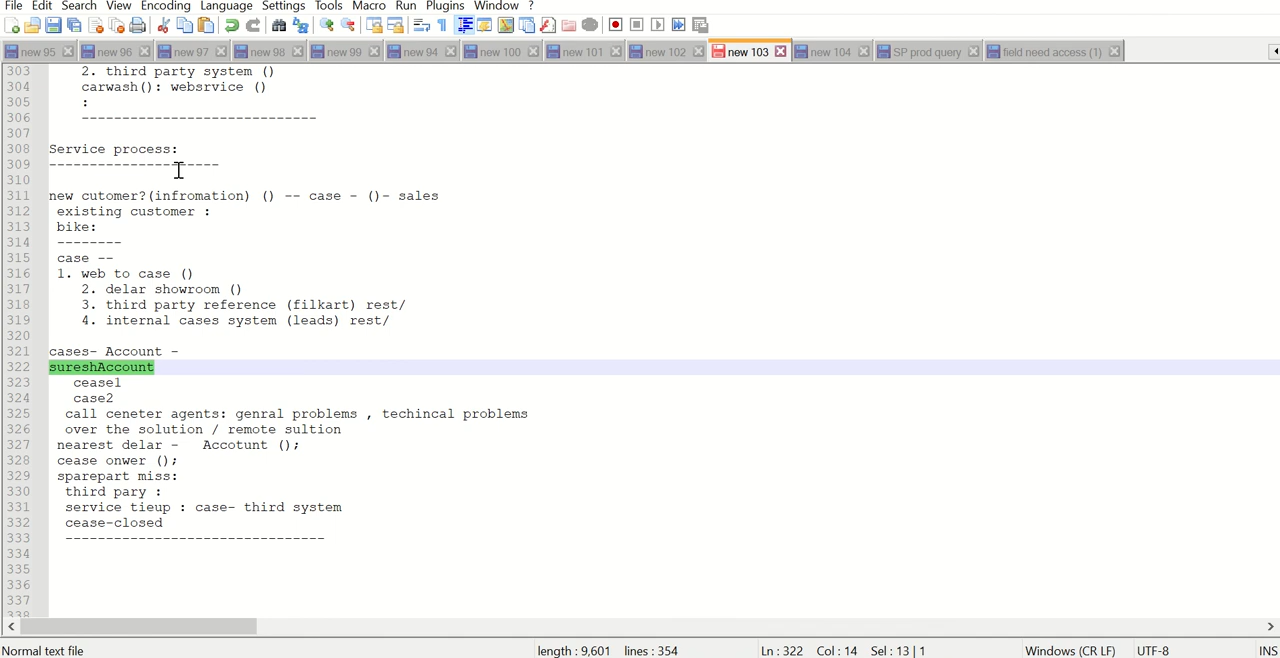 File Edit Search View Encoding Language Settings Tools Macro Run Plugins Window ?
new 95 new 96 new 97 new 98 new 99 new 94 new 100 new 101 new 102 new 103 new 104 SP prod query field need access (1)
303 2. third party system ()
304 carwash(): websrvice ()
305 :
306 -----------------------------
307
308 Service process:
309 ---------------------
310
311 new cutomer?(infromation) () -- case - ()- sales
312 existing customer :
313 bike:
314 --------
315 case --
316 1. web to case ()
317 2. delar showroom ()
318 3. third party reference (filkart) rest/
319 4. internal cases system (leads) rest/
320
321 cases- Account -
322 sureshAccount
323 cease1
324 case2
325 call ceneter agents: genral problems , techincal problems
326 over the solution / remote sultion
327 nearest delar - Accotunt ();
328 cease onwer ();
329 sparepart miss:
330 third pary :
331 service tieup : case- third system
332 cease-closed
333 --------------------------------
334
335
336
337
338
Normal text file length : 9,601 lines : 354 Ln : 322 Col : 14 Sel : 13 | 1 Windows (CR LF) UTF-8 INS